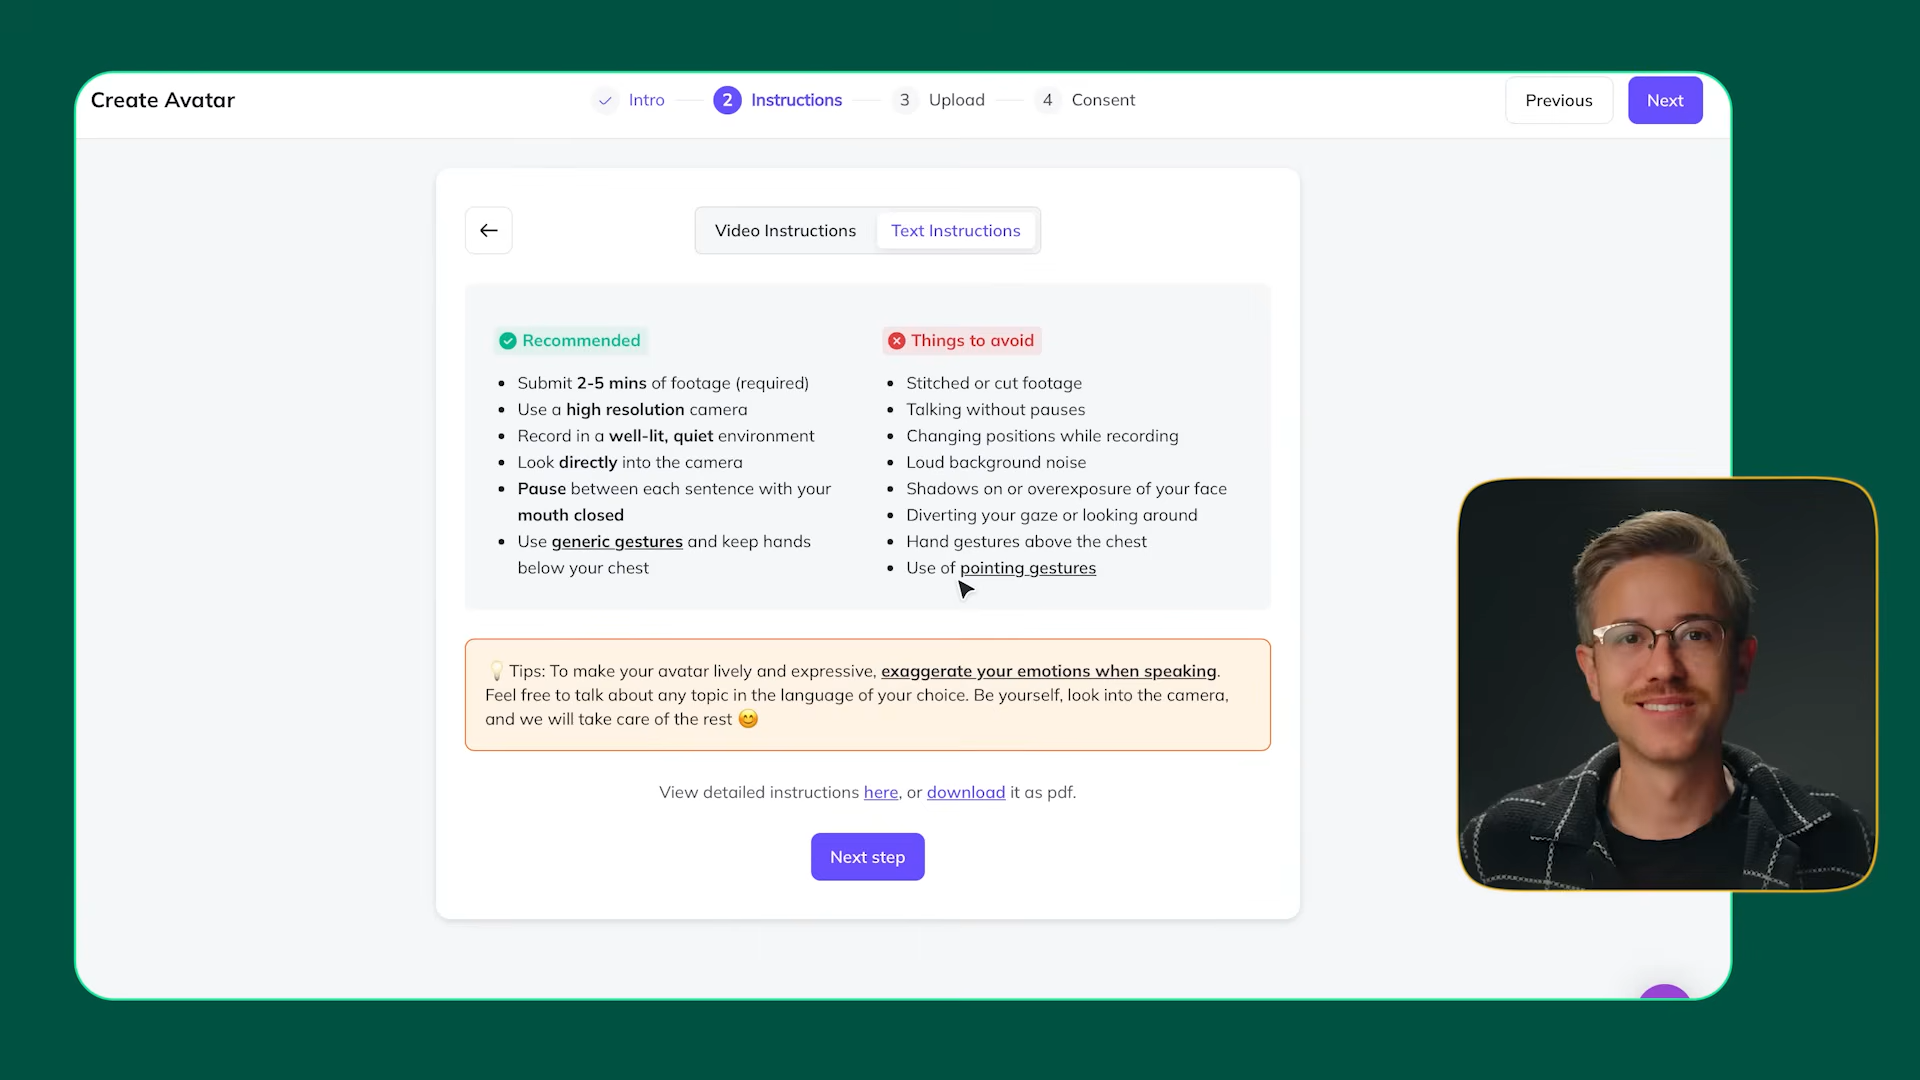 Create Avatar
Intro
2 Instructions
3 Upload
4 Consent
Previous
Next
Video Instructions
Text Instructions
Recommended
Submit 2-5 mins of footage (required)
Use a high resolution camera
Record in a well-lit, quiet environment
Look directly into the camera
Pause between each sentence with your
mouth closed
Use generic gestures and keep hands
below your chest
Things to avoid
Stitched or cut footage
Talking without pauses
Changing positions while recording
Loud background noise
Shadows on or overexposure of your face
Diverting your gaze or looking around
Hand gestures above the chest
Use of pointing gestures
💡 Tips: To make your avatar lively and expressive, exaggerate your emotions when speaking.
Feel free to talk about any topic in the language of your choice. Be yourself, look into the camera,
and we will take care of the rest 😊
View detailed instructions here, or download it as pdf.
Next step